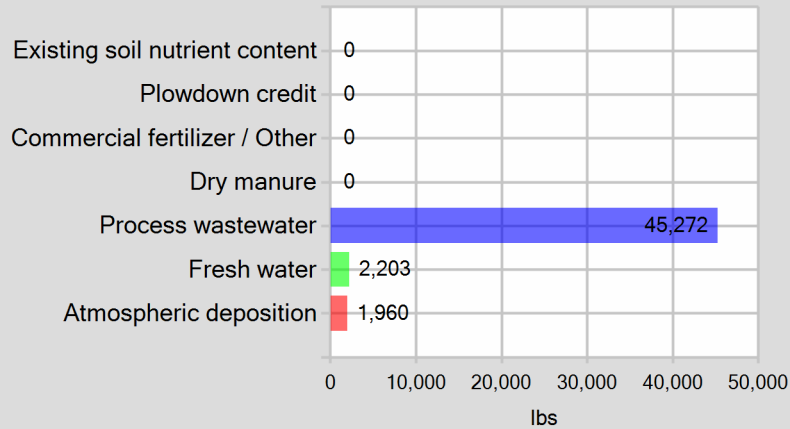 Existing soil nutrient content 0
Plowdown credit 0
Commercial fertilizer / Other 0
Dry manure 0
Process wastewater 45,272
Fresh water 2,203
Atmospheric deposition 1,960
0 10,000 20,000 30,000 40,000 50,000
lbs